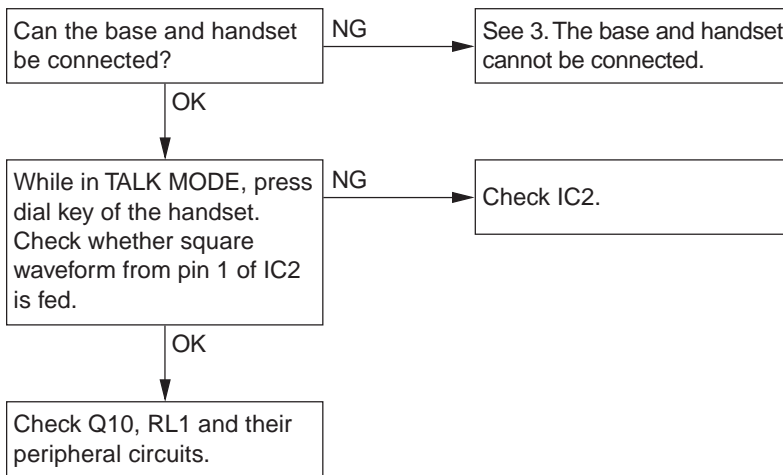 Can the base and handset
be connected?
NG
See 3. The base and handset
cannot be connected.
OK
While in TALK MODE, press
dial key of the handset.
Check whether square
waveform from pin 1 of IC2
is fed.
NG
Check IC2.
OK
Check Q10, RL1 and their
peripheral circuits.